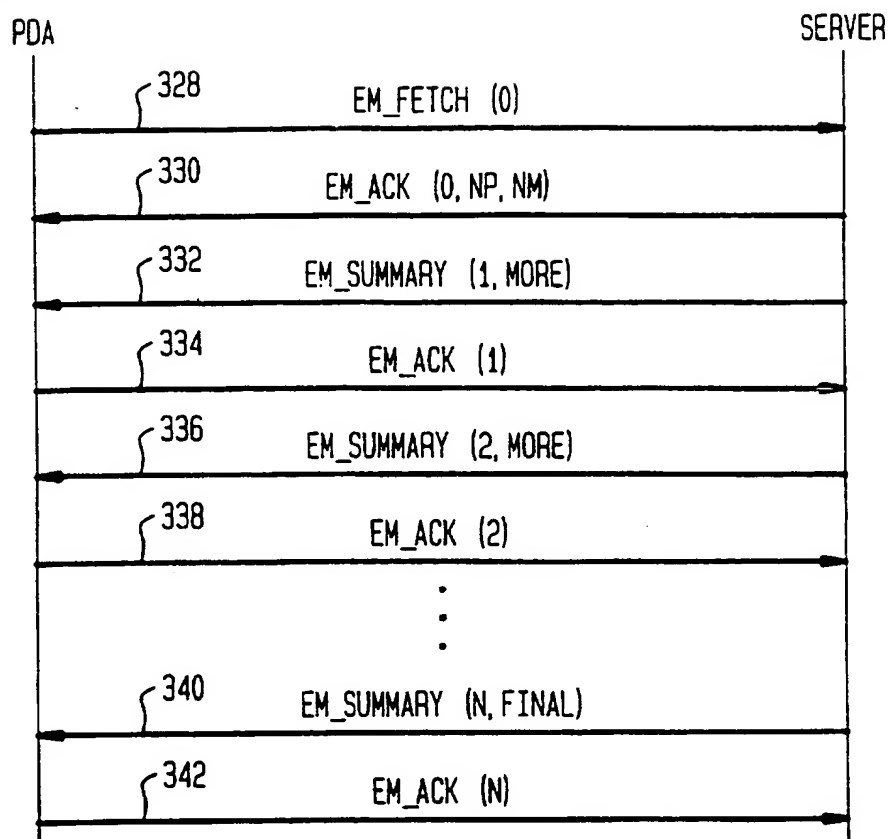 PDA SERVER
328 EM_FETCH (0)
330 EM_ACK (0, NP, NM)
332 EM_SUMMARY (1, MORE)
334 EM_ACK (1)
336 EM_SUMMARY (2, MORE)
338 EM_ACK (2)
340 EM_SUMMARY (N, FINAL)
342 EM_ACK (N)